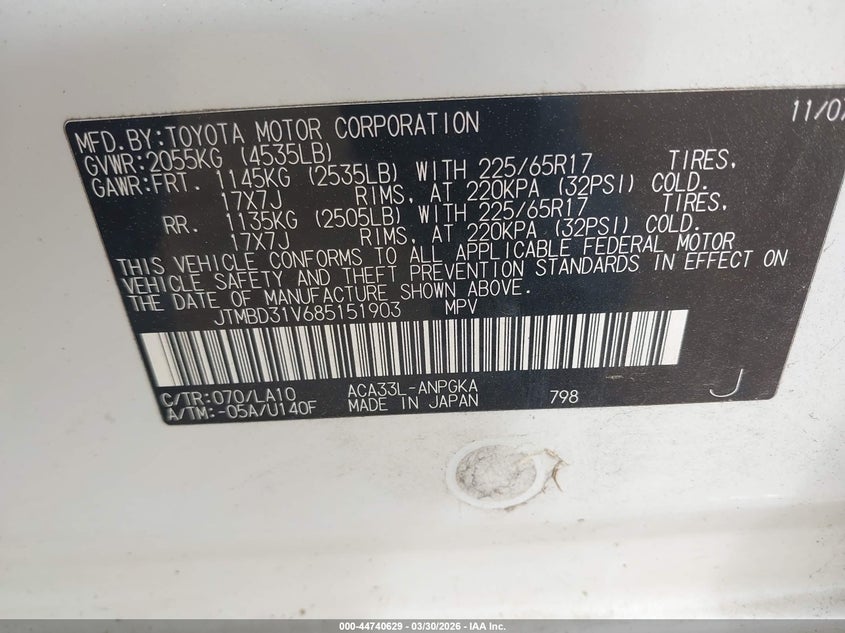 11/07
MFD.BY:TOYOTA MOTOR CORPORATION
GVWR:2055KG (4535LB)
GAWR:FRT. 1145KG (2535LB) WITH 225/65R17 TIRES,
17X7J RIMS, AT 220KPA (32PSI) COLD.
RR. 1135KG (2505LB) WITH 225/65R17 TIRES,
17X7J RIMS, AT 220KPA (32PSI) COLD.
THIS VEHICLE CONFORMS TO ALL APPLICABLE FEDERAL MOTOR
VEHICLE SAFETY AND THEFT PREVENTION STANDARDS IN EFFECT ON
THE DATE OF MANUFACTURE SHOWN ABOVE.
JTMBD31V685151903 MPV
C/TR:070/LA10 ACA33L-ANPGKA
A/TM:-05A/U140F MADE IN JAPAN 798 J
000-44740629 - 03/30/2026 - IAA Inc.